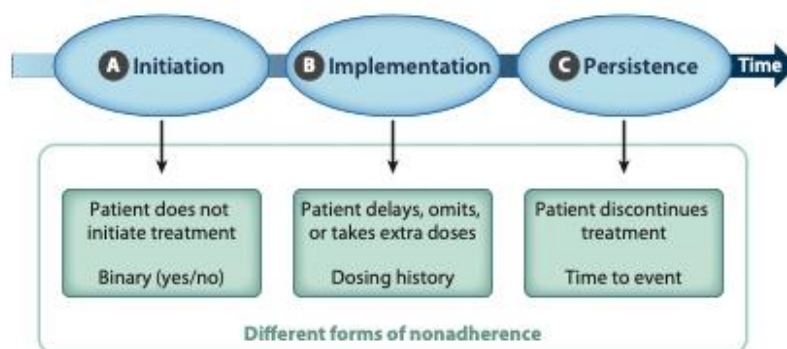 A Initiation
B Implementation
C Persistence
Time
Patient does not
initiate treatment
Binary (yes/no)
Patient delays, omits,
or takes extra doses
Dosing history
Patient discontinues
treatment
Time to event
Different forms of nonadherence